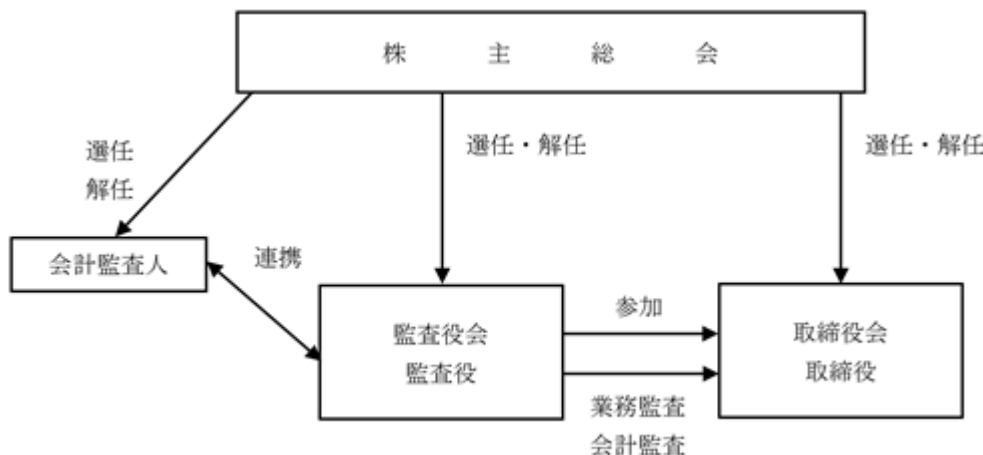 株主総会
選任
解任
選任・解任
選任・解任
会計監査人
連携
監査役会
監査役
参加
業務監査
会計監査
取締役会
取締役